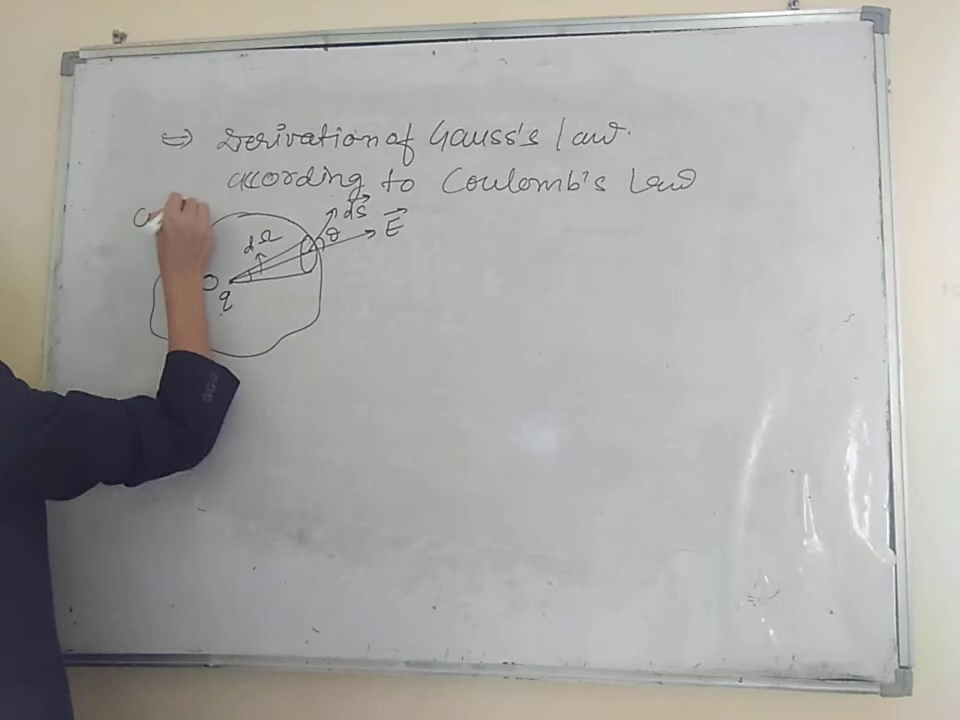 ⇒ Derivation of Gauss's law.
according to Coulomb's Law
dS
θ
E
dΩ
O
q